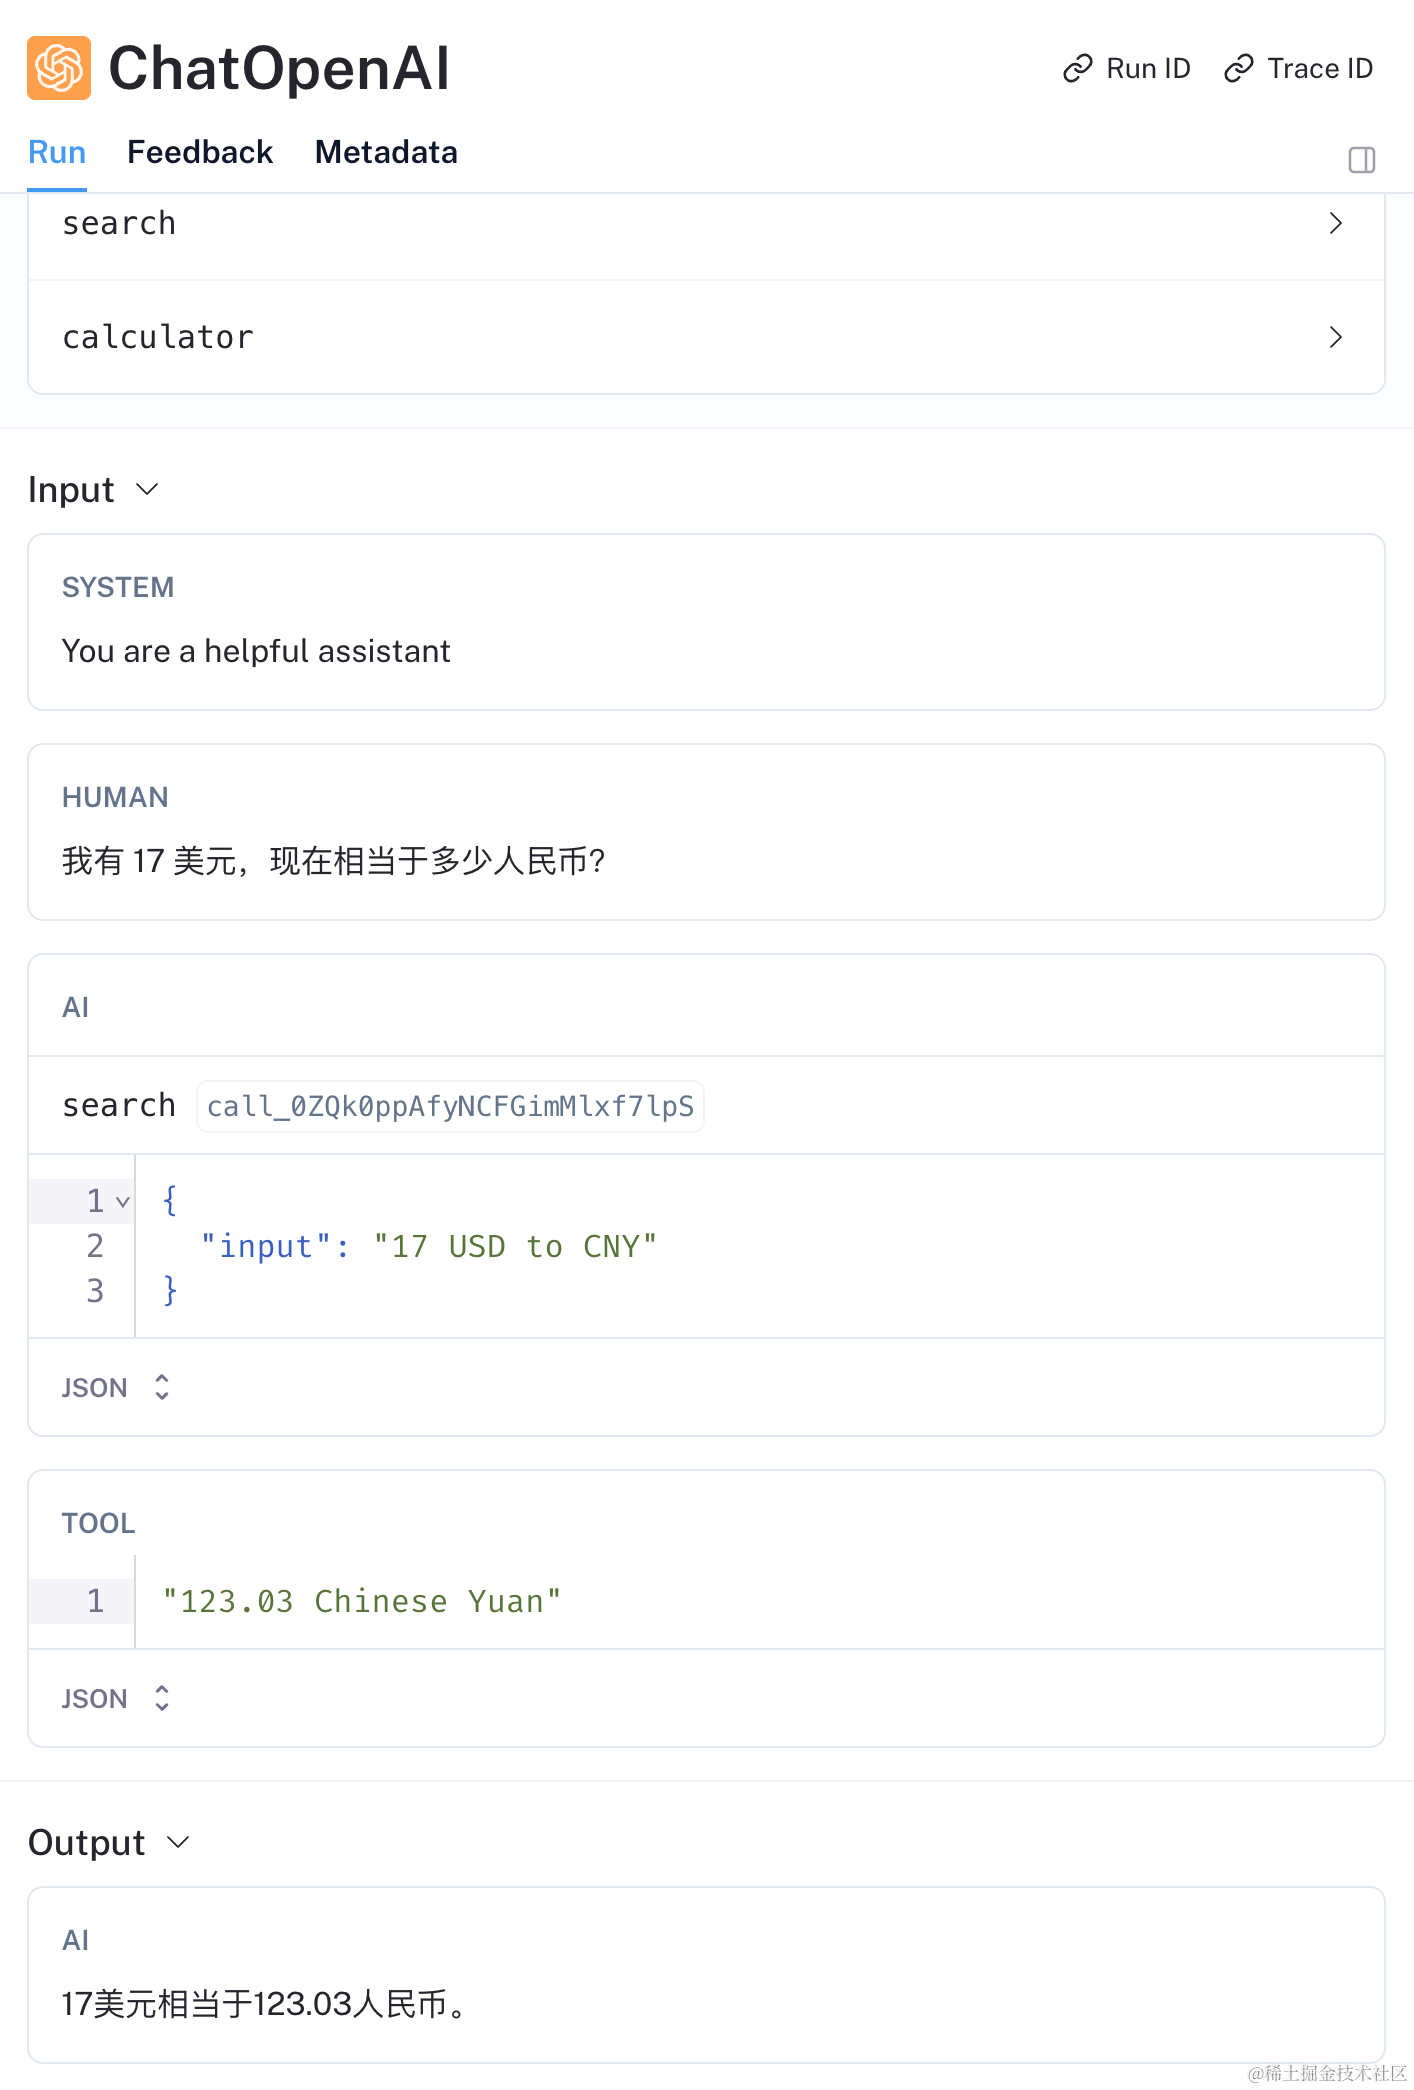 ChatOpenAI
Run ID
Trace ID
Run Feedback Metadata
search
calculator
Input
SYSTEM
You are a helpful assistant
HUMAN
我有 17 美元，现在相当于多少人民币？
AI
search call_0ZQk0ppAfyNCFGimMlxf7lpS
1 {
2 "input": "17 USD to CNY"
3 }
JSON
TOOL
1 "123.03 Chinese Yuan"
JSON
Output
AI
17美元相当于123.03人民币。
@稀土掘金技术社区